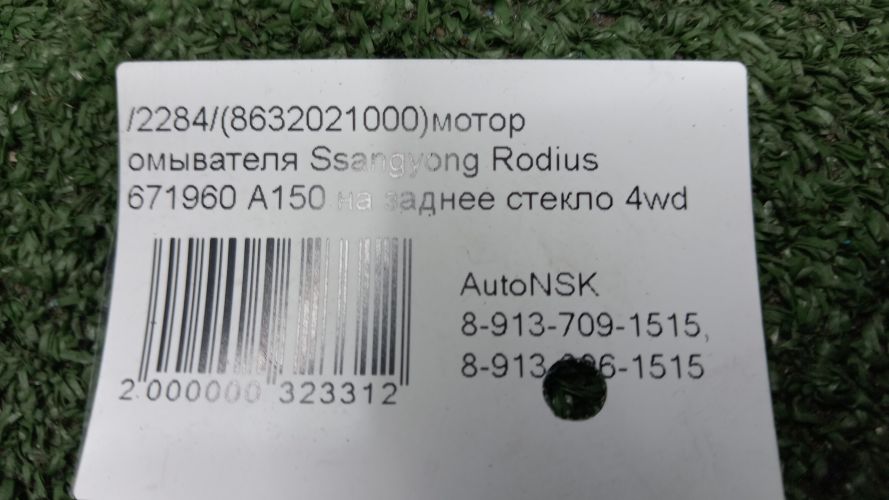 /2284/(8632021000)мотор
омывателя Ssangyong Rodius
671960 A150 на заднее стекло 4wd
AutoNSK
8-913-709-1515,
2 000000 323312